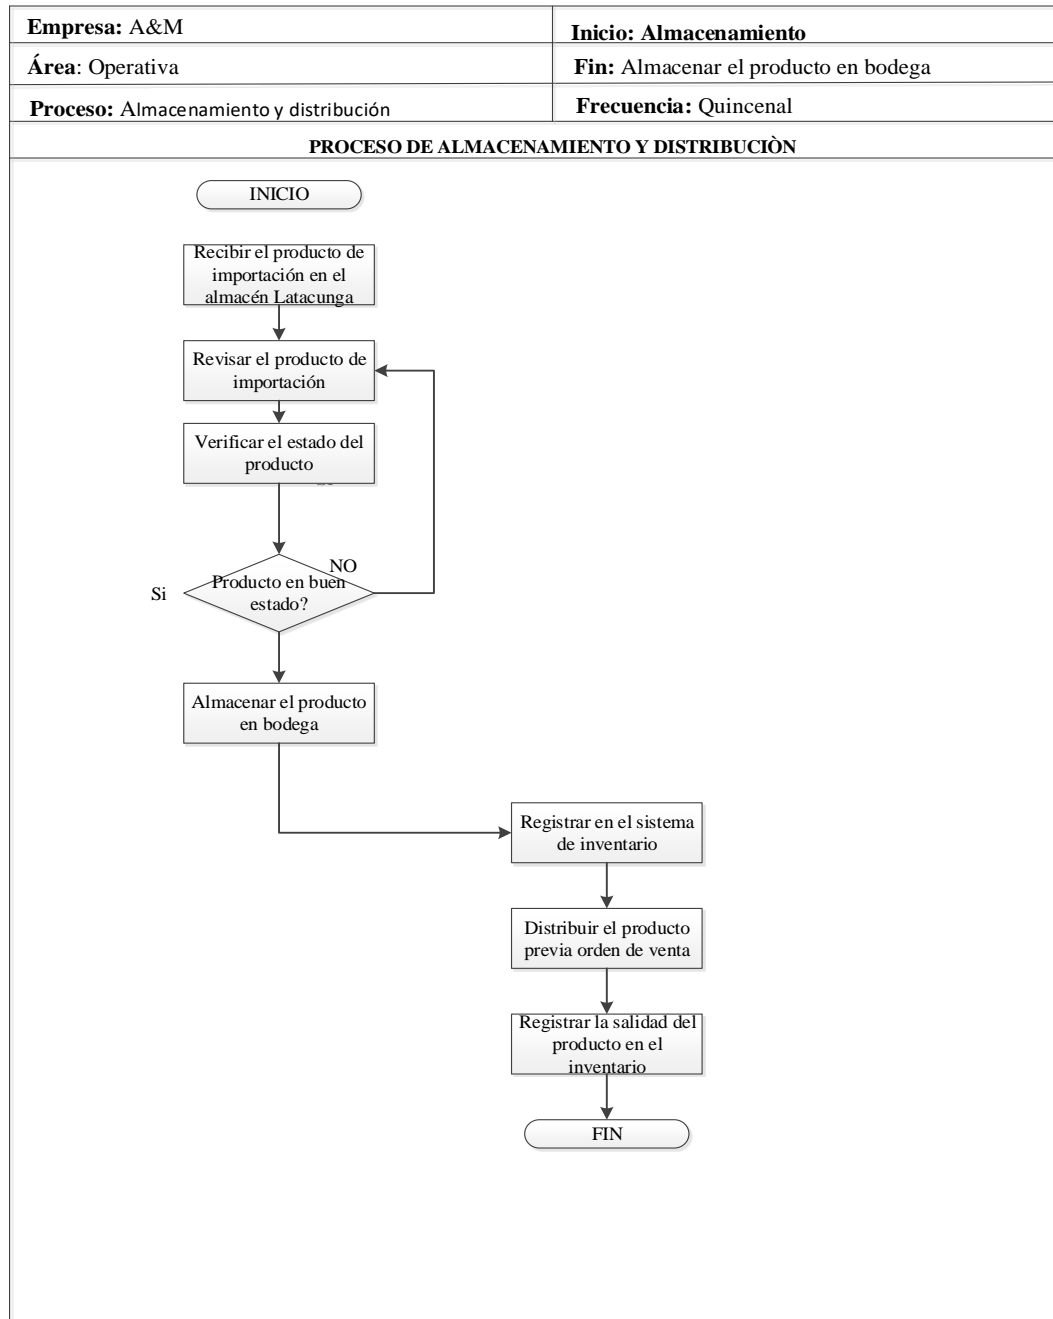 Empresa: A&M
Inicio: Almacenamiento
Área: Operativa
Fin: Almacenar el producto en bodega
Proceso: Almacenamiento y distribución
Frecuencia: Quincenal
PROCESO DE ALMACENAMIENTO Y DISTRIBUCIÒN
INICIO
Recibir el producto de
importación en el
almacén Latacunga
Revisar el producto de
importación
Verificar el estado del
producto
NO
Si
Producto en buen
estado?
Almacenar el producto
en bodega
Registrar en el sistema
de inventario
Distribuir el producto
previa orden de venta
Registrar la salidad del
producto en el
inventario
FIN